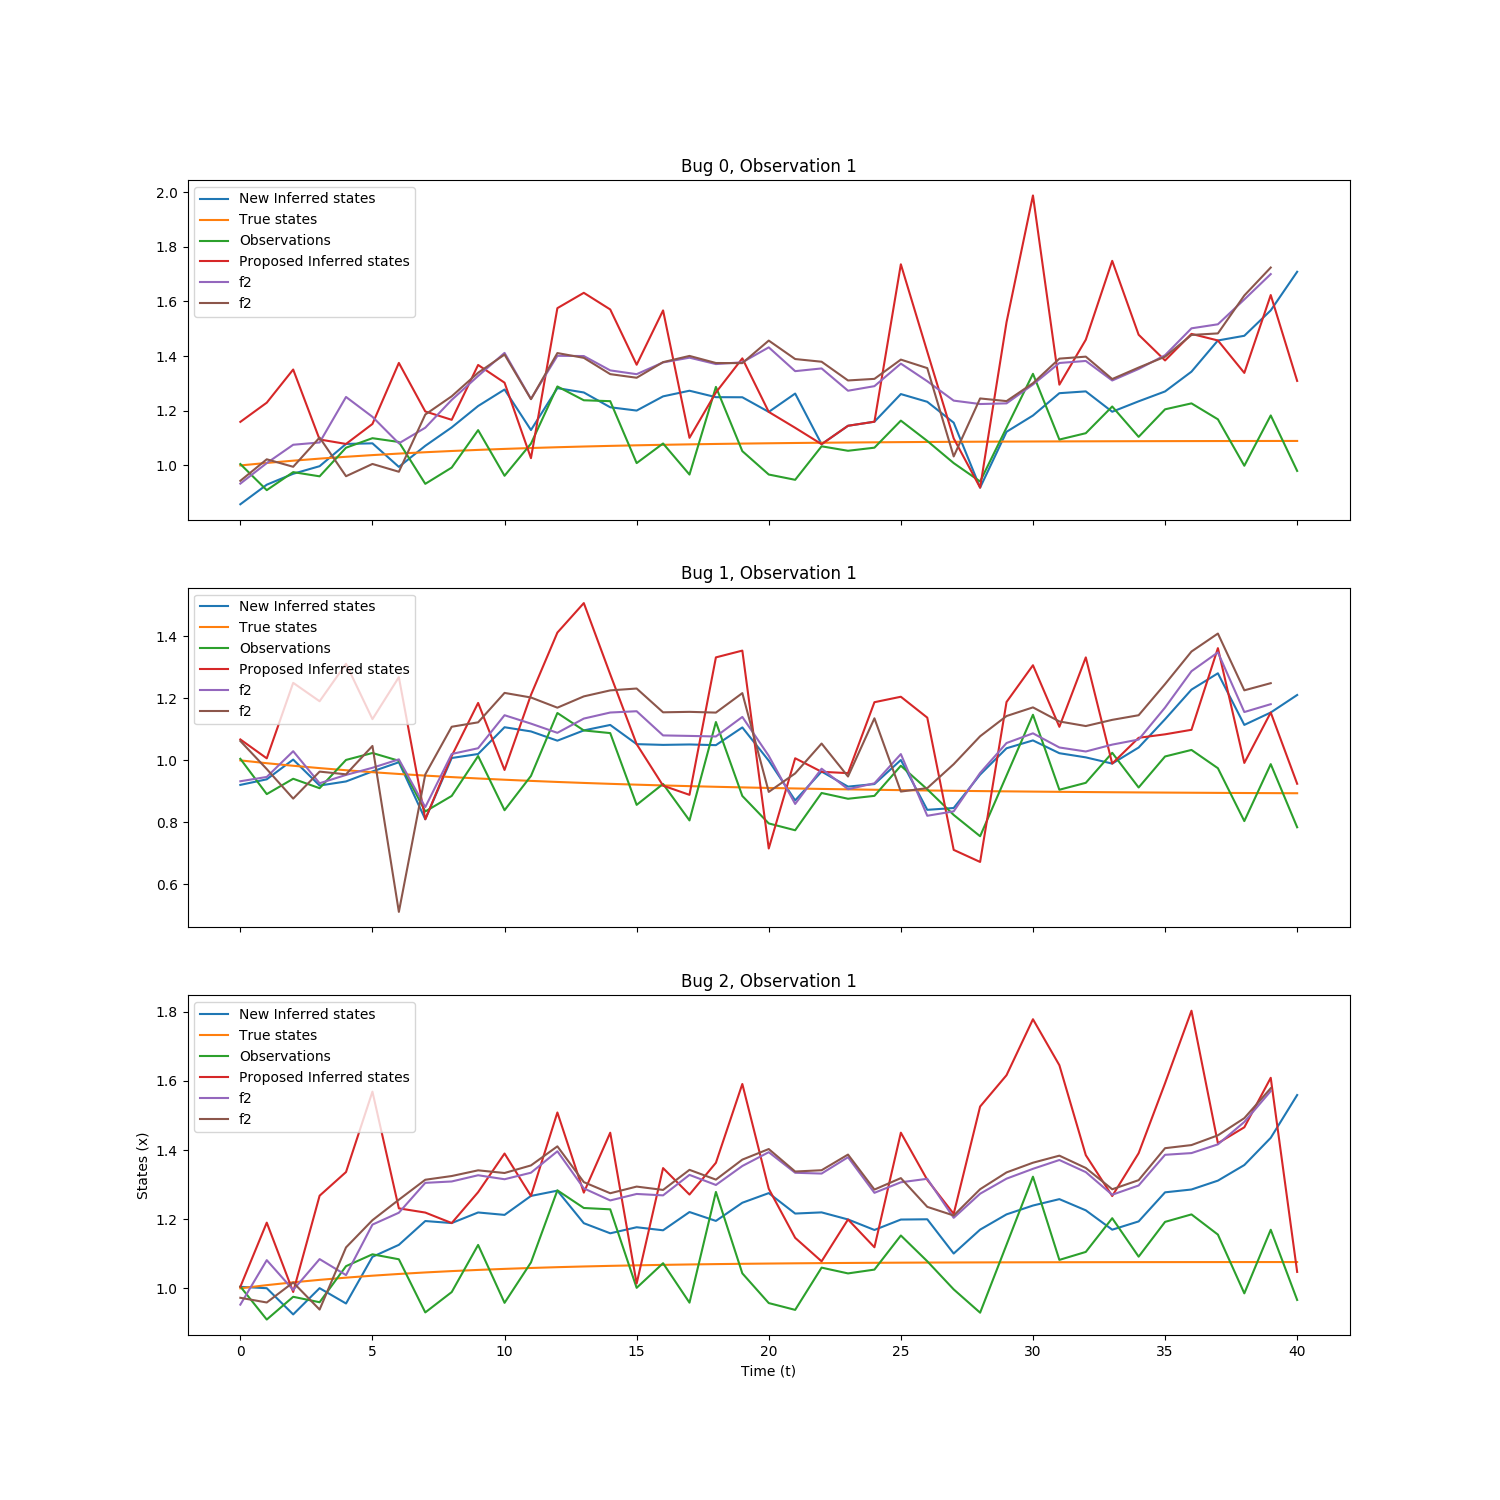 Bug 0, Observation 1
2.0
1.8
1.6
1.4
1.2
1.0
New Inferred states
True states
Observations
Proposed Inferred states
f2
f2
Bug 1, Observation 1
1.4
1.2
1.0
0.8
0.6
New Inferred states
True states
Observations
Proposed Inferred states
f2
f2
Bug 2, Observation 1
States (x)
1.8
1.6
1.4
1.2
1.0
New Inferred states
True states
Observations
Proposed Inferred states
f2
f2
0 5 10 15 20 25 30 35 40
Time (t)